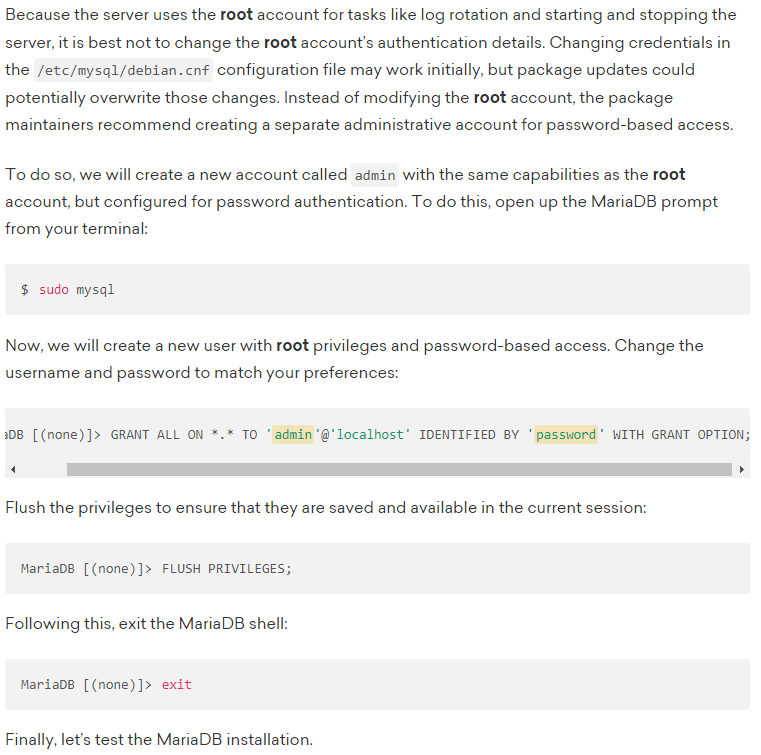 Because the server uses the root account for tasks like log rotation and starting and stopping the
server, it is best not to change the root account’s authentication details. Changing credentials in
the /etc/mysql/debian.cnf configuration file may work initially, but package updates could
potentially overwrite those changes. Instead of modifying the root account, the package
maintainers recommend creating a separate administrative account for password-based access.
To do so, we will create a new account called admin with the same capabilities as the root
account, but configured for password authentication. To do this, open up the MariaDB prompt
from your terminal:
$ sudo mysql
Now, we will create a new user with root privileges and password-based access. Change the
username and password to match your preferences:
aDB [(none)]> GRANT ALL ON *.* TO 'admin'@'localhost' IDENTIFIED BY 'password' WITH GRANT OPTION;
Flush the privileges to ensure that they are saved and available in the current session:
MariaDB [(none)]> FLUSH PRIVILEGES;
Following this, exit the MariaDB shell:
MariaDB [(none)]> exit
Finally, let’s test the MariaDB installation.